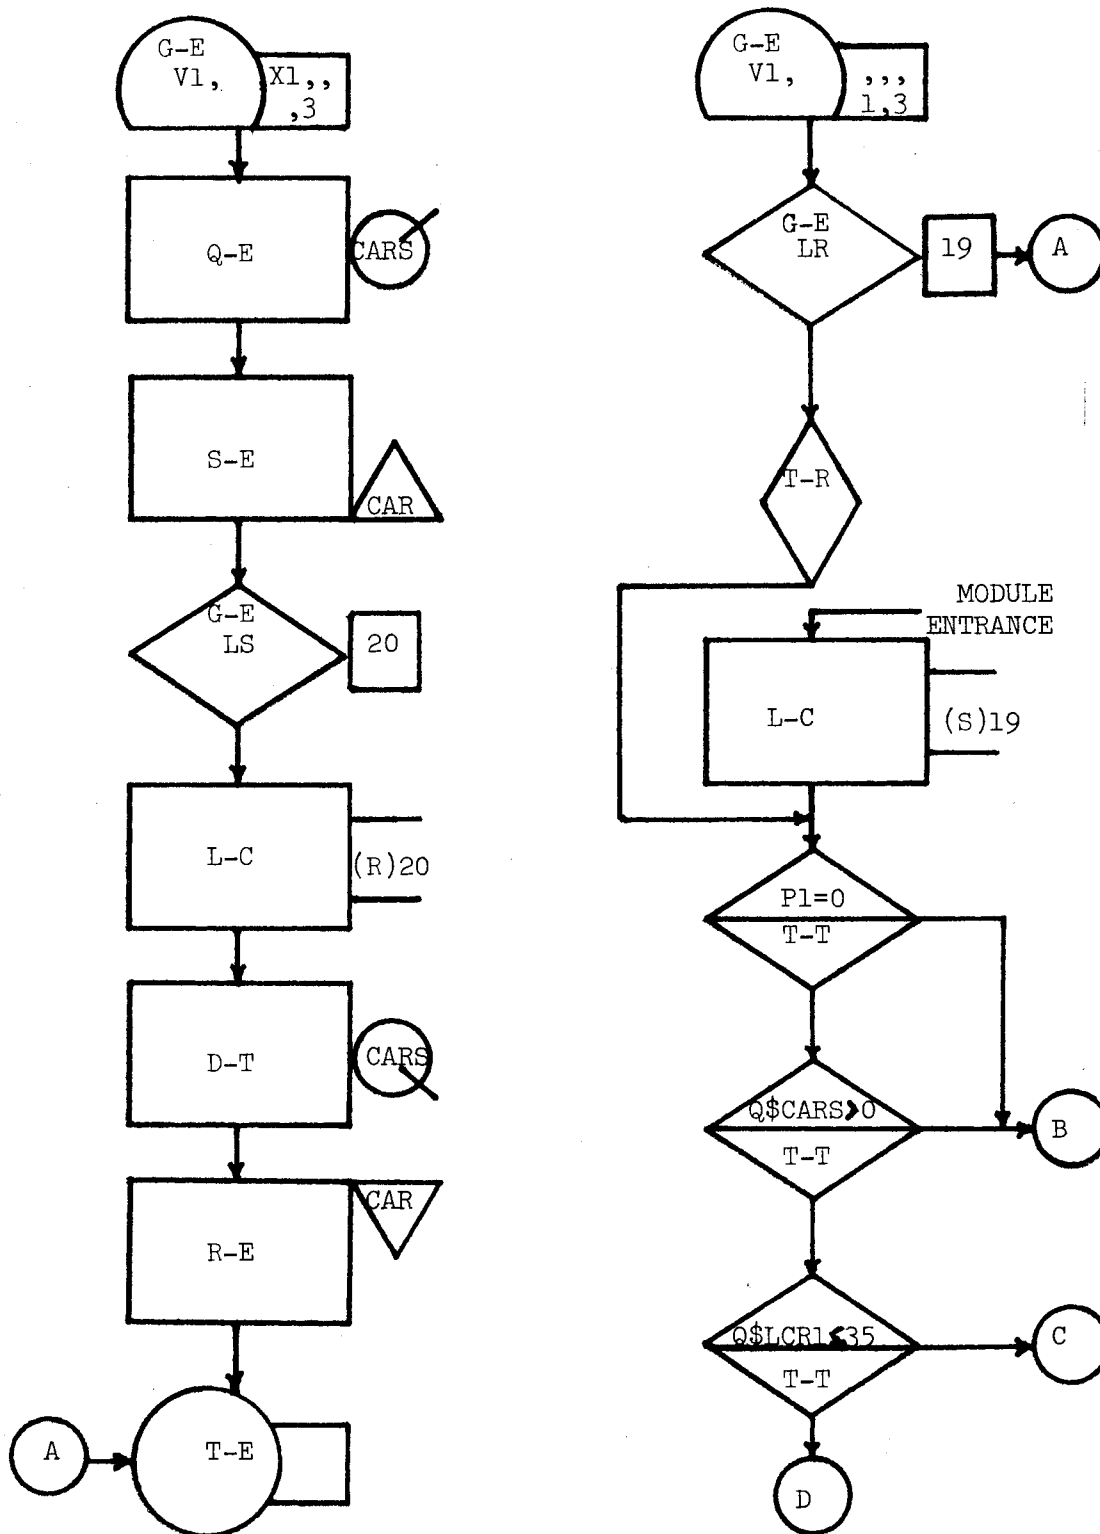 G-E
V1,
X1,,
,3
Q-E
CARS
S-E
CAR
G-E
LS
20
L-C
(R)20
D-T
CARS
R-E
CAR
A
T-E
G-E
V1,
,,,
1,3
G-E
LR
19
A
T-R
MODULE
ENTRANCE
L-C
(S)19
P1=0
T-T
Q$CARS>0
T-T
B
Q$LCR1≤35
T-T
C
D